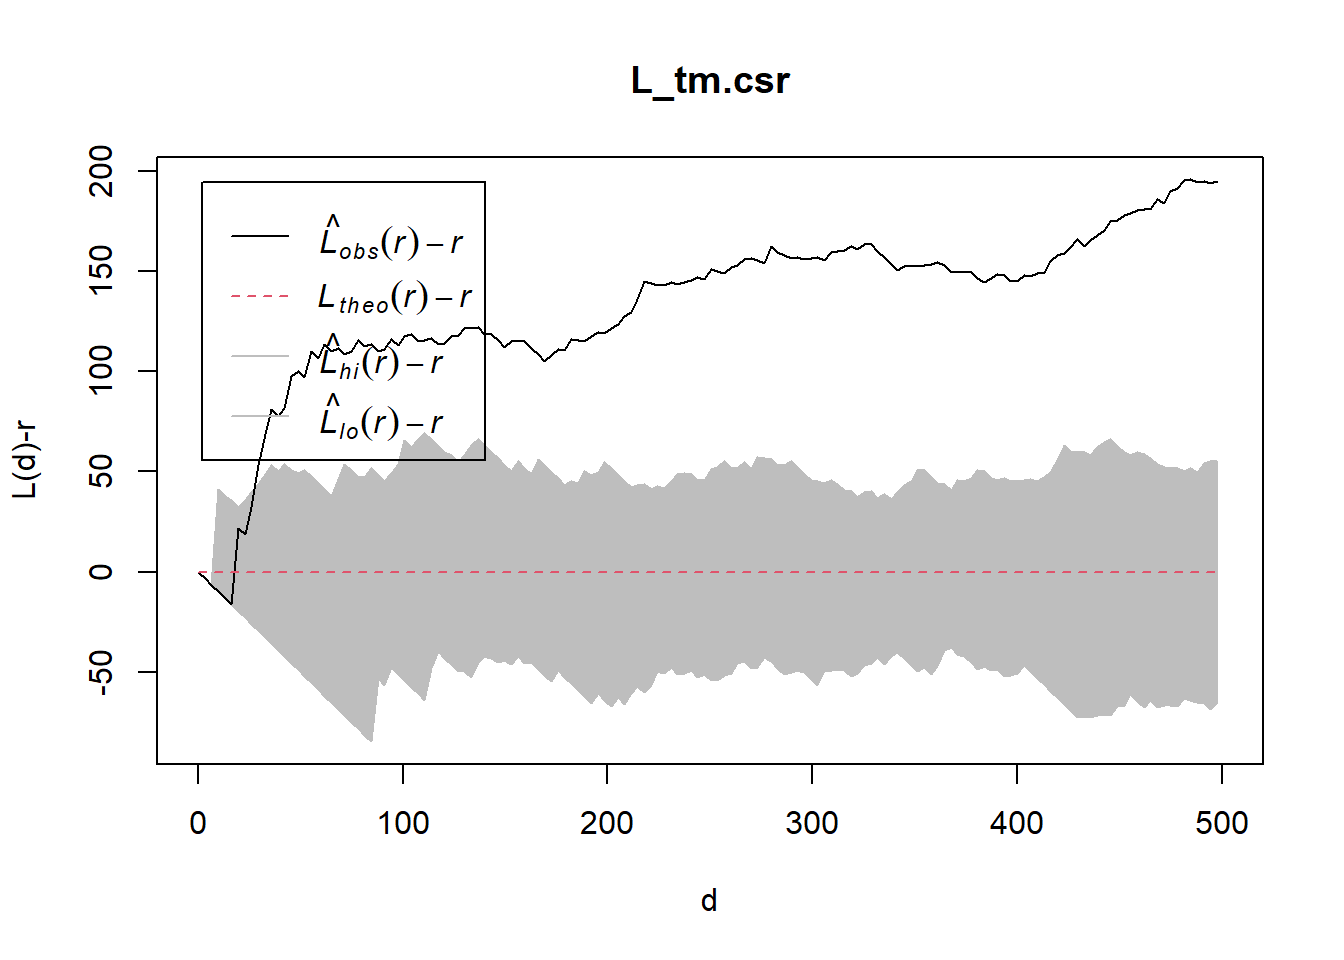 L_tm.csr
L(d)-r
200
150
100
50
0
-50
L̂obs(r) − r
Ltheo(r) − r
L̂hi(r) − r
L̂lo(r) − r
0 100 200 300 400 500
d